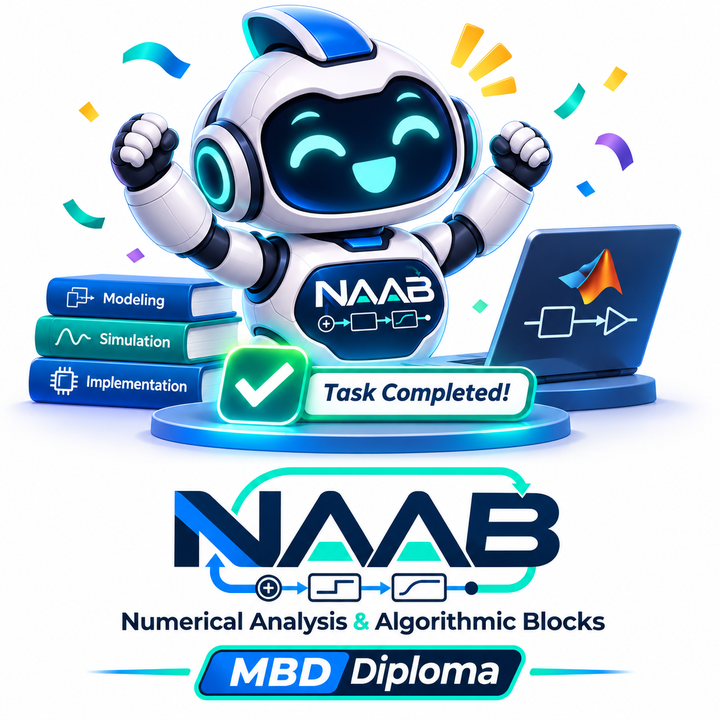 NAAB
Modeling
Simulation
Implementation
Task Completed!
NAAB
Numerical Analysis & Algorithmic Blocks
MBD Diploma